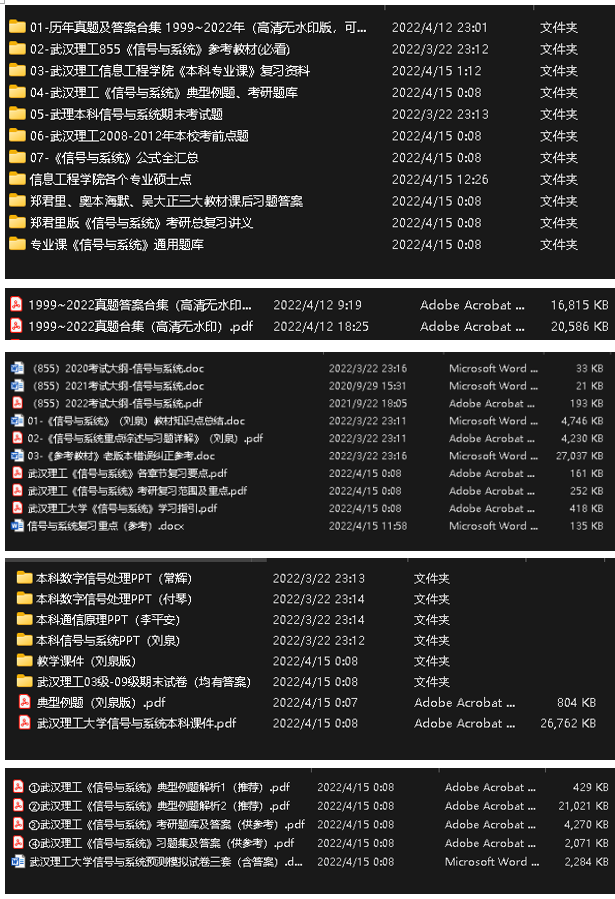 01-历年真题及答案合集 1999~2022年（高清无水印版，可... 2022/4/12 23:01 文件夹
02-武汉理工855《信号与系统》参考教材(必看) 2022/3/22 23:12 文件夹
03-武汉理工信息工程学院《本科专业课》复习资料 2022/4/15 1:12 文件夹
04-武汉理工《信号与系统》典型例题、考研题库 2022/4/15 0:08 文件夹
05-武理本科信号与系统期末考试题 2022/3/22 23:13 文件夹
06-武汉理工2008-2012年本校考前点题 2022/4/15 0:08 文件夹
07-《信号与系统》公式全汇总 2022/4/15 0:08 文件夹
信息工程学院各个专业硕士点 2022/4/15 12:26 文件夹
郑君里、奥本海默、吴大正三大教材课后习题答案 2022/4/15 0:08 文件夹
郑君里版《信号与系统》考研总复习讲义 2022/4/15 0:08 文件夹
专业课《信号与系统》通用题库 2022/4/15 0:08 文件夹
1999~2022真题答案合集（高清无水印... 2022/4/12 9:19 Adobe Acrobat ... 16,815 KB
1999~2022真题合集（高清无水印）.pdf 2022/4/12 18:25 Adobe Acrobat ... 20,586 KB
（855）2020考试大纲-信号与系统.doc 2022/3/22 23:16 Microsoft Word ... 33 KB
（855）2021考试大纲-信号与系统.doc 2020/9/29 15:31 Microsoft Word ... 21 KB
（855）2022考试大纲-信号与系统.pdf 2021/9/22 18:05 Adobe Acrobat ... 193 KB
01-《信号与系统》（刘泉）教材知识点总结.doc 2022/3/22 23:11 Microsoft Word ... 4,746 KB
02-《信号与系统重点综述与习题详解》（刘泉）.pdf 2022/3/22 23:11 Adobe Acrobat ... 4,230 KB
03-《参考教材》老版本错误纠正参考.doc 2022/3/22 23:16 Microsoft Word ... 27,037 KB
武汉理工《信号与系统》各章节复习要点.pdf 2022/4/15 0:08 Adobe Acrobat ... 161 KB
武汉理工《信号与系统》考研复习范围及重点.pdf 2022/4/15 0:08 Adobe Acrobat ... 252 KB
武汉理工大学《信号与系统》学习指引.pdf 2022/4/15 0:08 Adobe Acrobat ... 418 KB
信号与系统复习重点（参考）.docx 2022/4/15 11:58 Microsoft Word ... 135 KB
本科数字信号处理PPT（常辉） 2022/3/22 23:13 文件夹
本科数字信号处理PPT（付琴） 2022/3/22 23:14 文件夹
本科通信原理PPT（李平安） 2022/3/22 23:14 文件夹
本科信号与系统PPT（刘泉） 2022/3/22 23:12 文件夹
教学课件（刘泉版） 2022/4/15 0:08 文件夹
武汉理工03级-09级期末试卷（均有答案） 2022/4/15 0:08 文件夹
典型例题（刘泉版）.pdf 2022/4/15 0:07 Adobe Acrobat ... 804 KB
武汉理工大学信号与系统本科课件.pdf 2022/4/15 0:08 Adobe Acrobat ... 26,762 KB
①武汉理工《信号与系统》典型例题解析1（推荐）.pdf 2022/4/15 0:08 Adobe Acrobat ... 429 KB
②武汉理工《信号与系统》典型例题解析2（推荐）.pdf 2022/4/15 0:08 Adobe Acrobat ... 21,021 KB
③武汉理工《信号与系统》考研题库及答案（供参考）.pdf 2022/4/15 0:08 Adobe Acrobat ... 4,270 KB
④武汉理工《信号与系统》习题集及答案（供参考）.pdf 2022/4/15 0:08 Adobe Acrobat ... 2,071 KB
武汉理工大学信号与系统预测模拟试卷三套（含答案）.d... 2022/4/15 0:08 Microsoft Word ... 2,284 KB